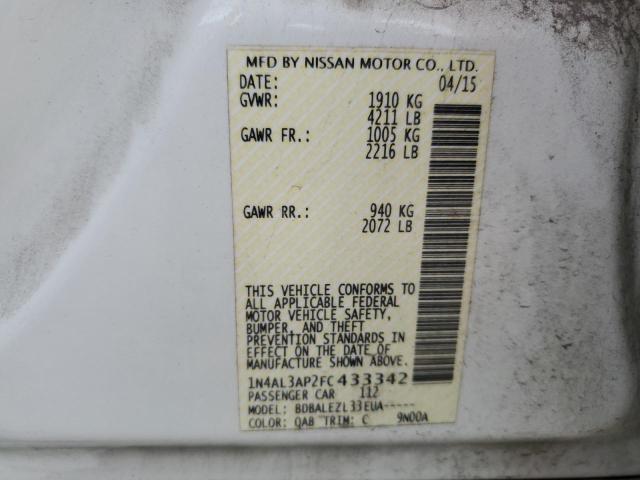 MFD BY NISSAN MOTOR CO., LTD.
DATE: 04/15
GVWR: 1910 KG
4211 LB
GAWR FR.: 1005 KG
2216 LB
GAWR RR.: 940 KG
2072 LB
THIS VEHICLE CONFORMS TO
ALL APPLICABLE FEDERAL
MOTOR VEHICLE SAFETY,
BUMPER, AND THEFT
PREVENTION STANDARDS IN
EFFECT ON THE DATE OF
MANUFACTURE SHOWN ABOVE.
1N4AL3AP2FC433342
PASSENGER CAR 112
MODEL: BDBALEZL33EUA-----
COLOR: QAB TRIM: C 9N00A